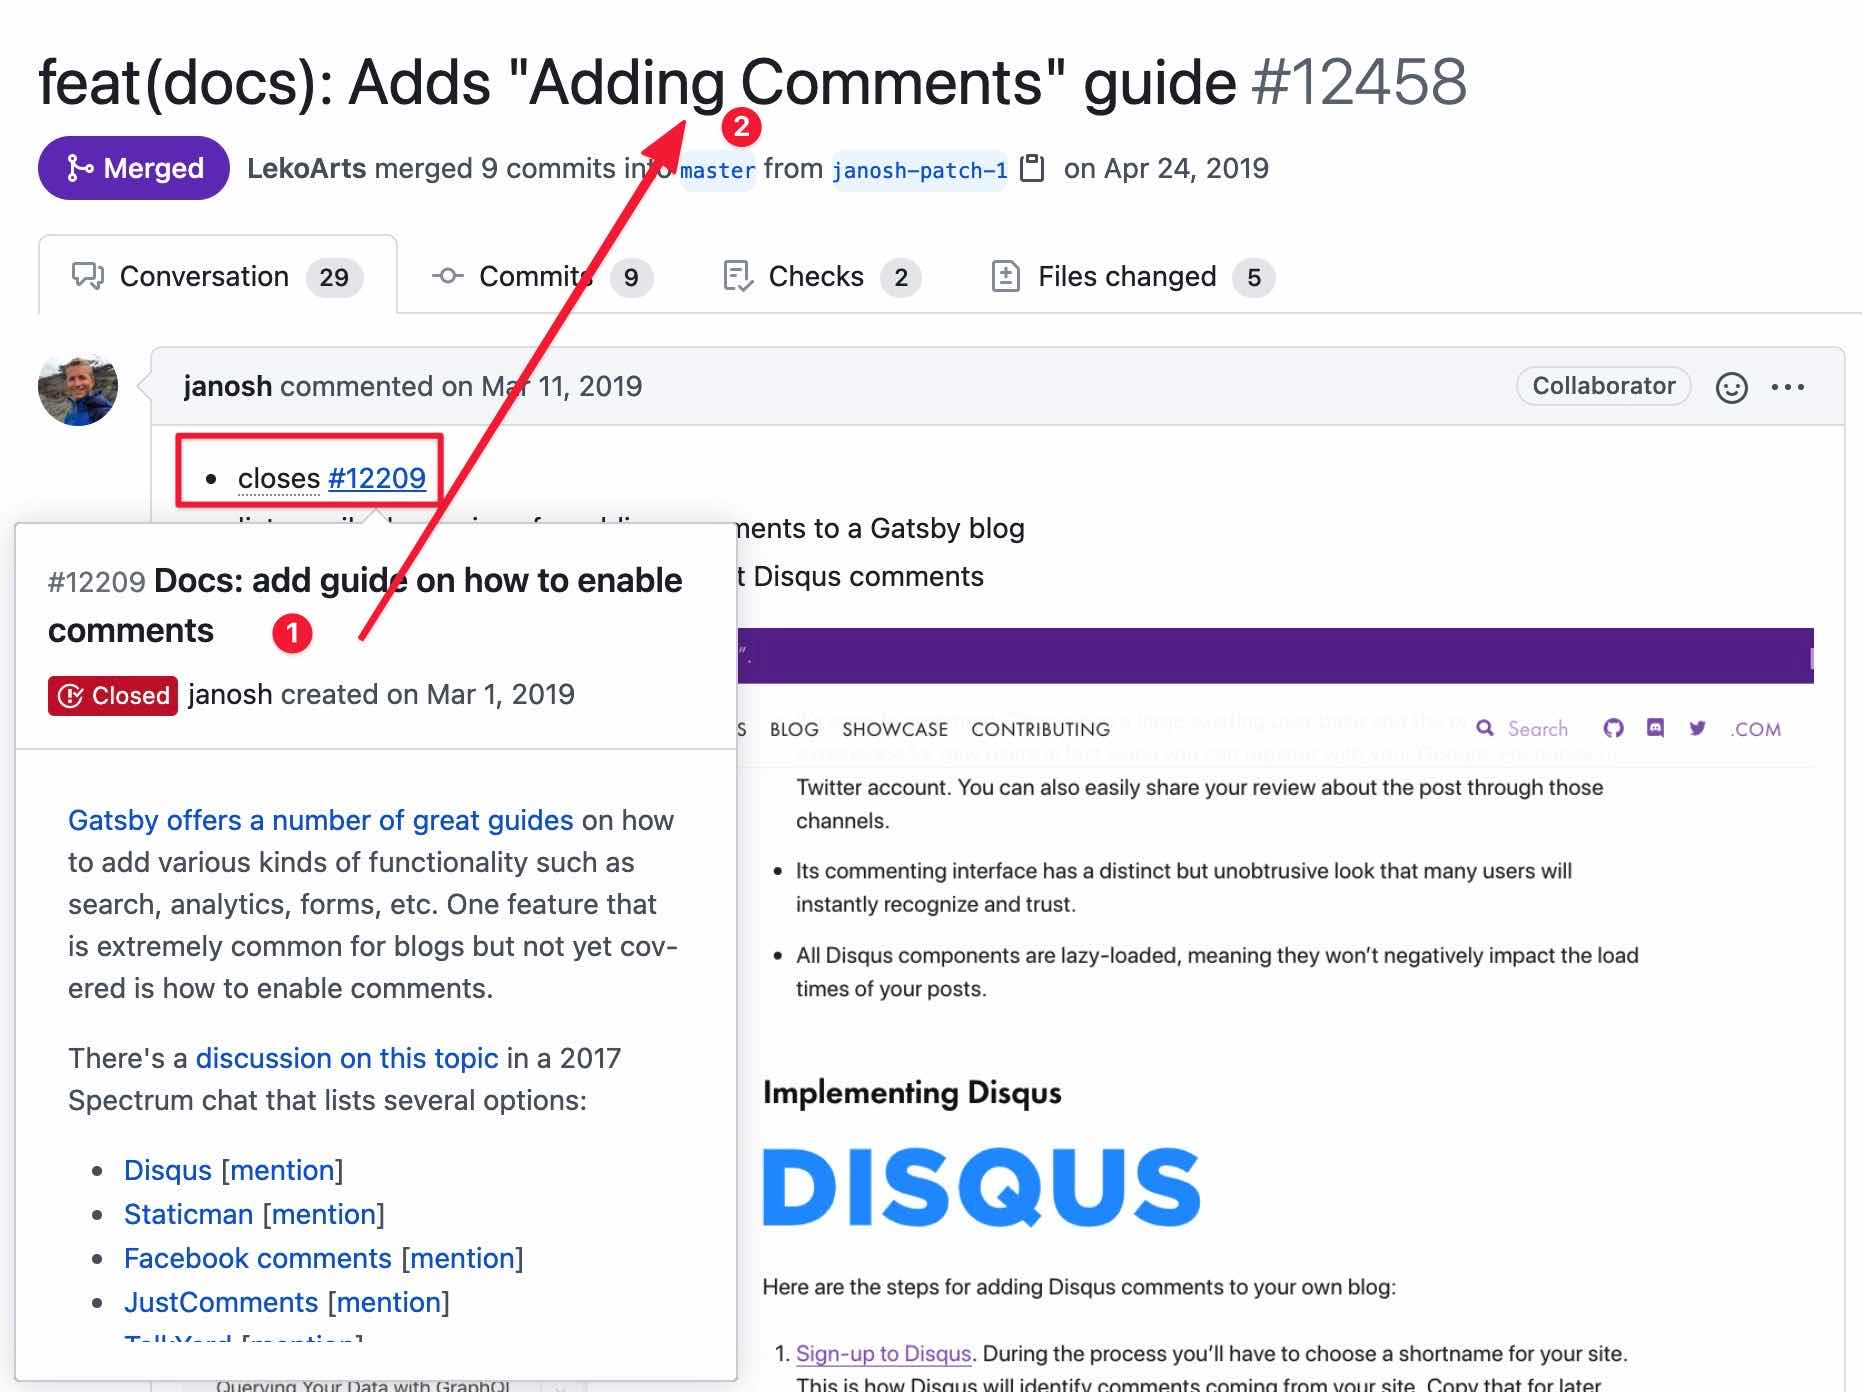 feat(docs): Adds "Adding Comments" guide #12458
2
Merged LekoArts merged 9 commits into master from janosh-patch-1 on Apr 24, 2019
Conversation 29 Commits 9 Checks 2 Files changed 5
janosh commented on Mar 11, 2019 Collaborator
closes #12209
ments to a Gatsby blog
t Disqus comments
#12209 Docs: add guide on how to enable
comments 1
Closed janosh created on Mar 1, 2019
Gatsby offers a number of great guides on how
to add various kinds of functionality such as
search, analytics, forms, etc. One feature that
is extremely common for blogs but not yet cov-
ered is how to enable comments.
There's a discussion on this topic in a 2017
Spectrum chat that lists several options:
Disqus [mention]
Staticman [mention]
Facebook comments [mention]
JustComments [mention]
TalkYard [mention]
”.
S BLOG SHOWCASE CONTRIBUTING Search .COM
Twitter account. You can also easily share your review about the post through those
channels.
Its commenting interface has a distinct but unobtrusive look that many users will
instantly recognize and trust.
All Disqus components are lazy-loaded, meaning they won’t negatively impact the load
times of your posts.
Implementing Disqus
DISQUS
Here are the steps for adding Disqus comments to your own blog:
1. Sign-up to Disqus. During the process you’ll have to choose a shortname for your site.
This is how Disqus will identify comments coming from your site. Copy that for later.
Querying Your Data with GraphQL